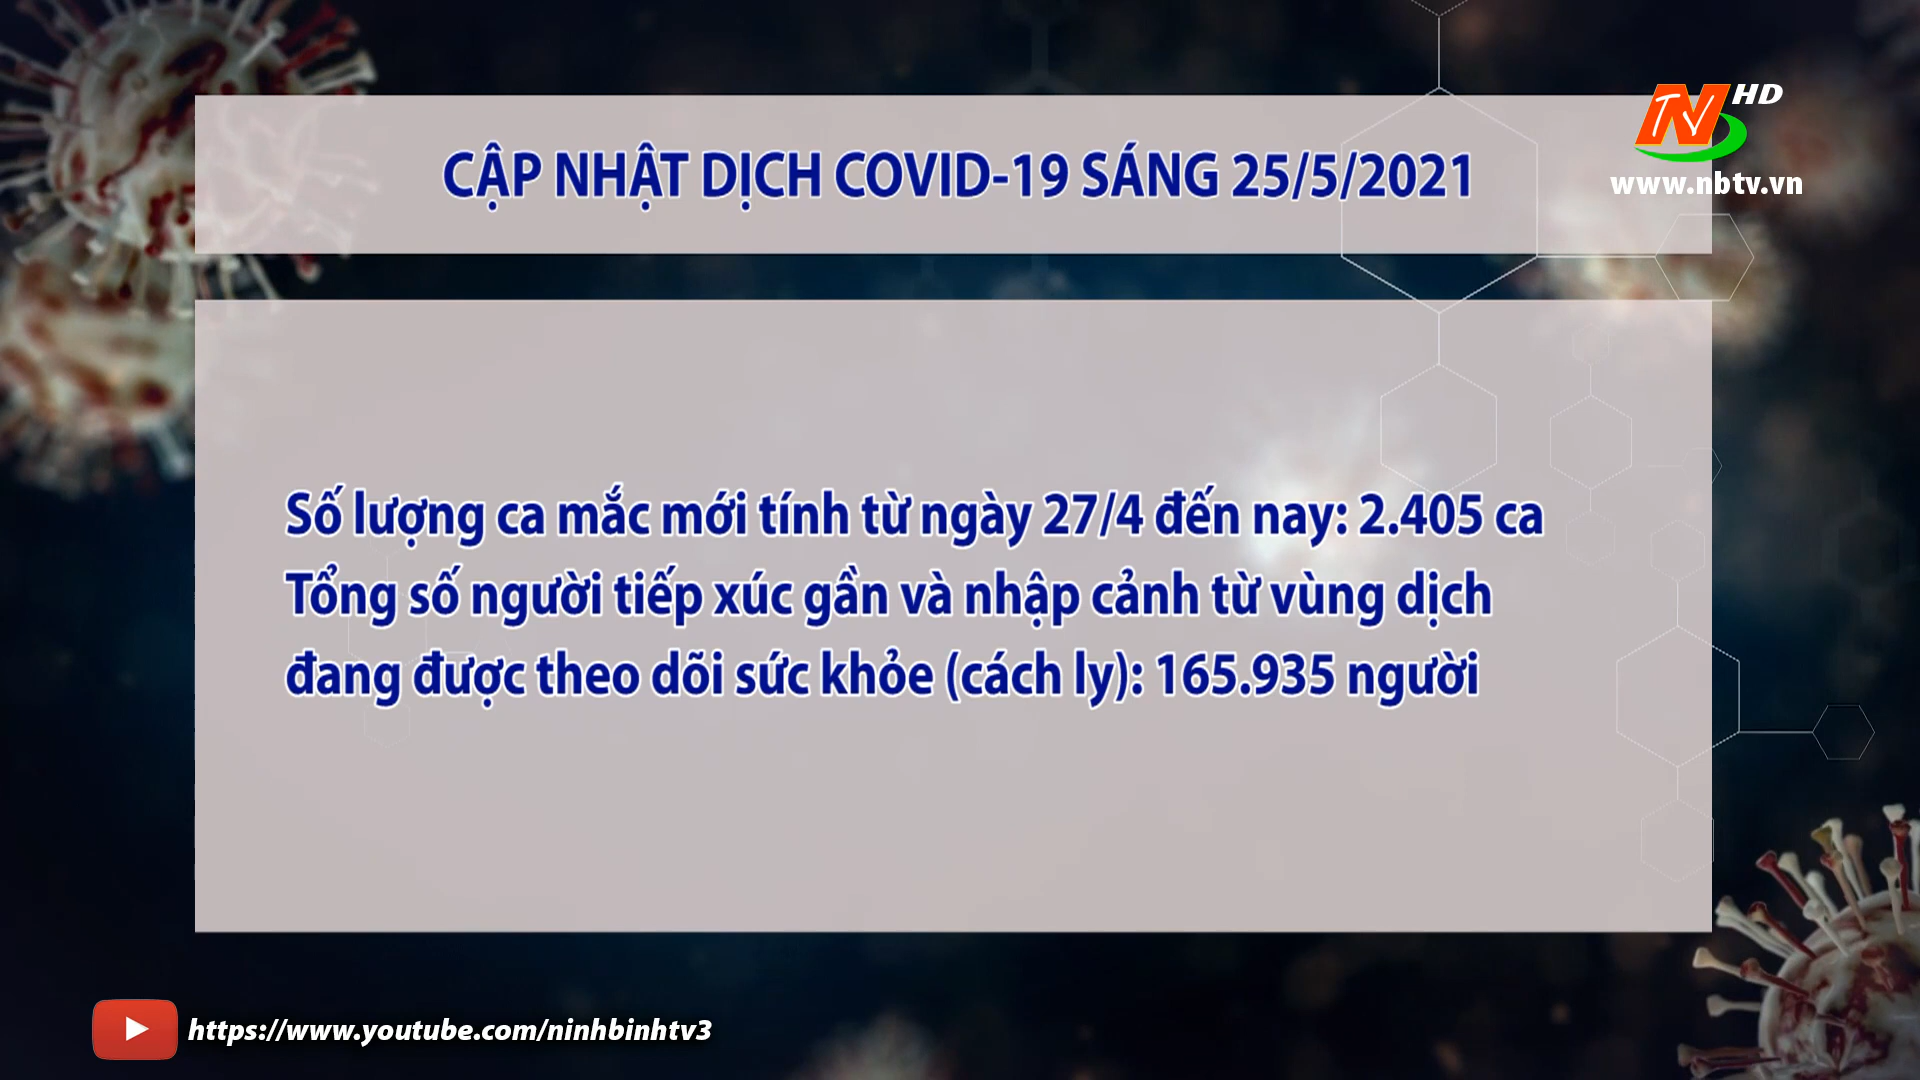 HD
NTV
www.nbtv.vn
CẬP NHẬT DỊCH COVID-19 SÁNG 25/5/2021
Số lượng ca mắc mới tính từ ngày 27/4 đến nay: 2.405 ca
Tổng số người tiếp xúc gần và nhập cảnh từ vùng dịch
đang được theo dõi sức khỏe (cách ly): 165.935 người
https://www.youtube.com/ninhbinhtv3